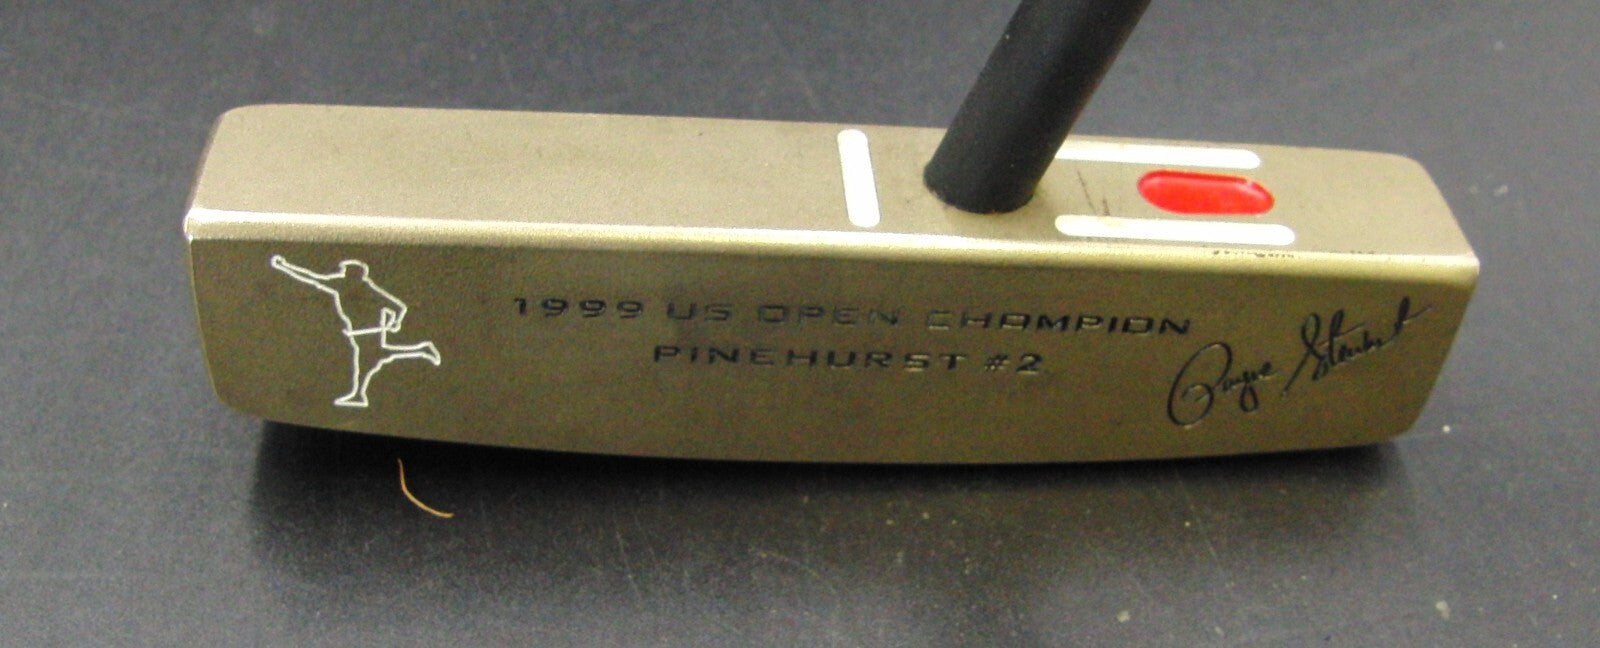 1999 US OPEN CHAMPION
PINEHURST #2
Payne Stewart